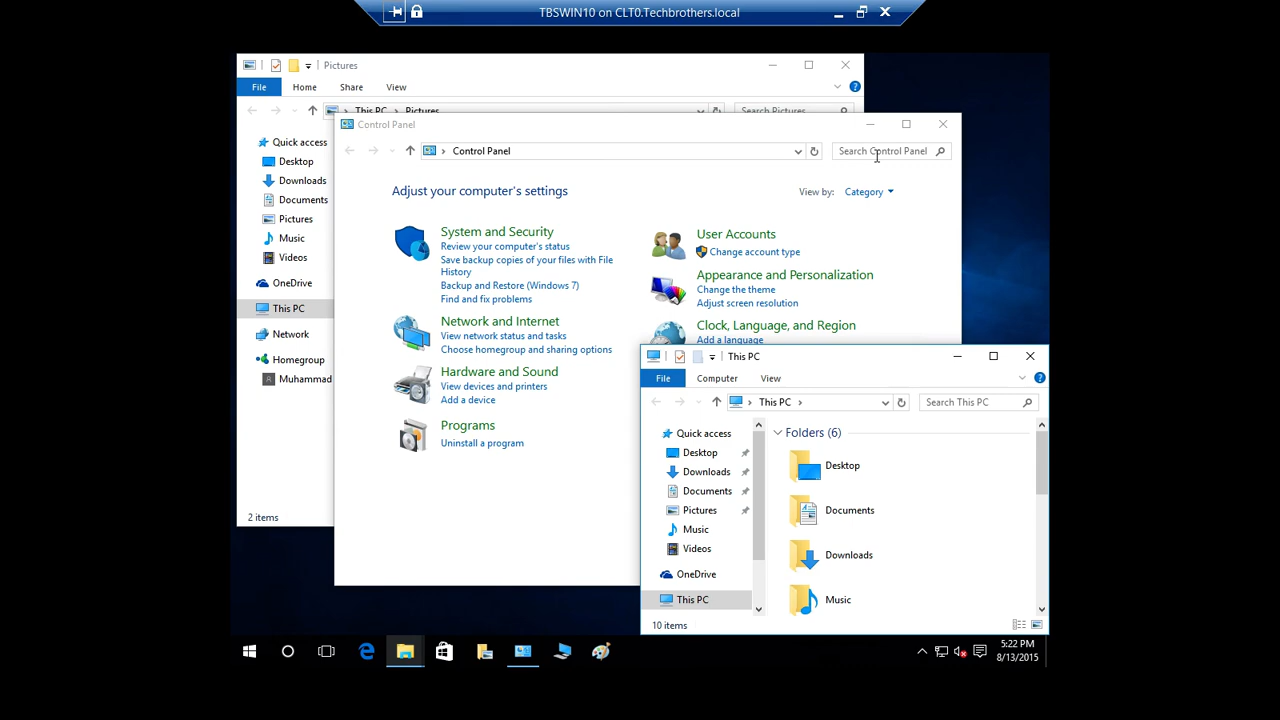 TBSWIN10 on CLT0.Techbrothers.local
Pictures
File
Home
Share
View
This PC
Pictures
Search Pictures
Quick access
Desktop
Downloads
Documents
Pictures
Music
Videos
OneDrive
This PC
Network
Homegroup
Muhammad
2 items
Control Panel
Control Panel
Search Control Panel
Adjust your computer's settings
View by:
Category
System and Security
Review your computer's status
Save backup copies of your files with File
History
Backup and Restore (Windows 7)
Find and fix problems
Network and Internet
View network status and tasks
Choose homegroup and sharing options
Hardware and Sound
View devices and printers
Add a device
Programs
Uninstall a program
User Accounts
Change account type
Appearance and Personalization
Change the theme
Adjust screen resolution
Clock, Language, and Region
Add a language
This PC
File
Computer
View
This PC
Search This PC
Quick access
Desktop
Downloads
Documents
Pictures
Music
Videos
OneDrive
This PC
Folders (6)
Desktop
Documents
Downloads
Music
10 items
5:22 PM
8/13/2015